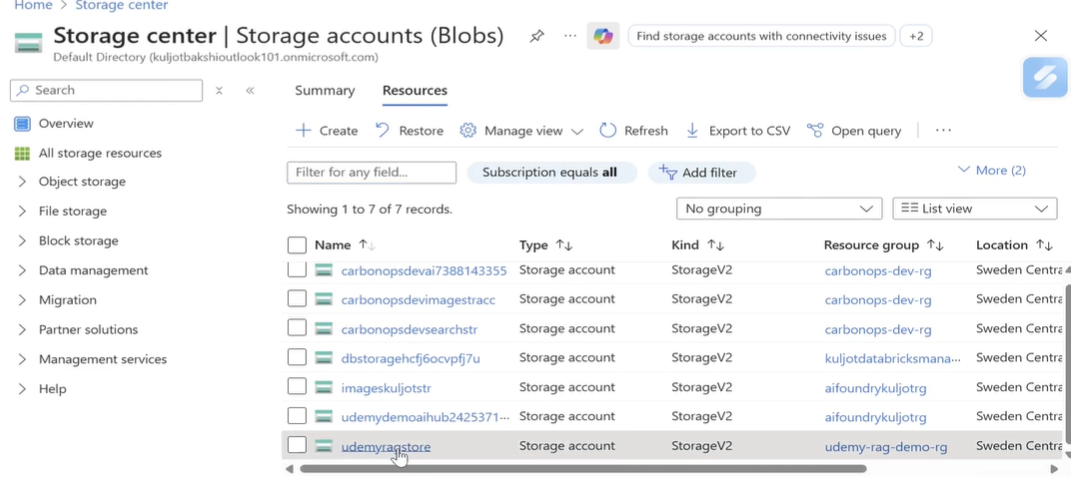 Home > Storage center
Storage center | Storage accounts (Blobs)
Find storage accounts with connectivity issues
+2
Default Directory (kuljotbakshioutlook101.onmicrosoft.com)
Search
Overview
All storage resources
Object storage
File storage
Block storage
Data management
Migration
Partner solutions
Management services
Help
Summary Resources
Create Restore Manage view Refresh Export to CSV Open query
Filter for any field... Subscription equals all Add filter More (2)
Showing 1 to 7 of 7 records. No grouping List view
Name Type Kind Resource group Location
carbonopsdevai7388143355 Storage account StorageV2 carbonops-dev-rg Sweden Centra
carbonopsdevimagestracc Storage account StorageV2 carbonops-dev-rg Sweden Centra
carbonopsdevsearchstr Storage account StorageV2 carbonops-dev-rg Sweden Centra
dbstoragehcfj6ocvpfj7u Storage account StorageV2 kuljotdatabricksmana... Sweden Centra
imageskuljotstr Storage account StorageV2 aifoundrykuljotrg Sweden Centra
udemydemoaihub2425371... Storage account StorageV2 aifoundrykuljotrg Sweden Centra
udemyragstore Storage account StorageV2 udemy-rag-demo-rg Sweden Centra